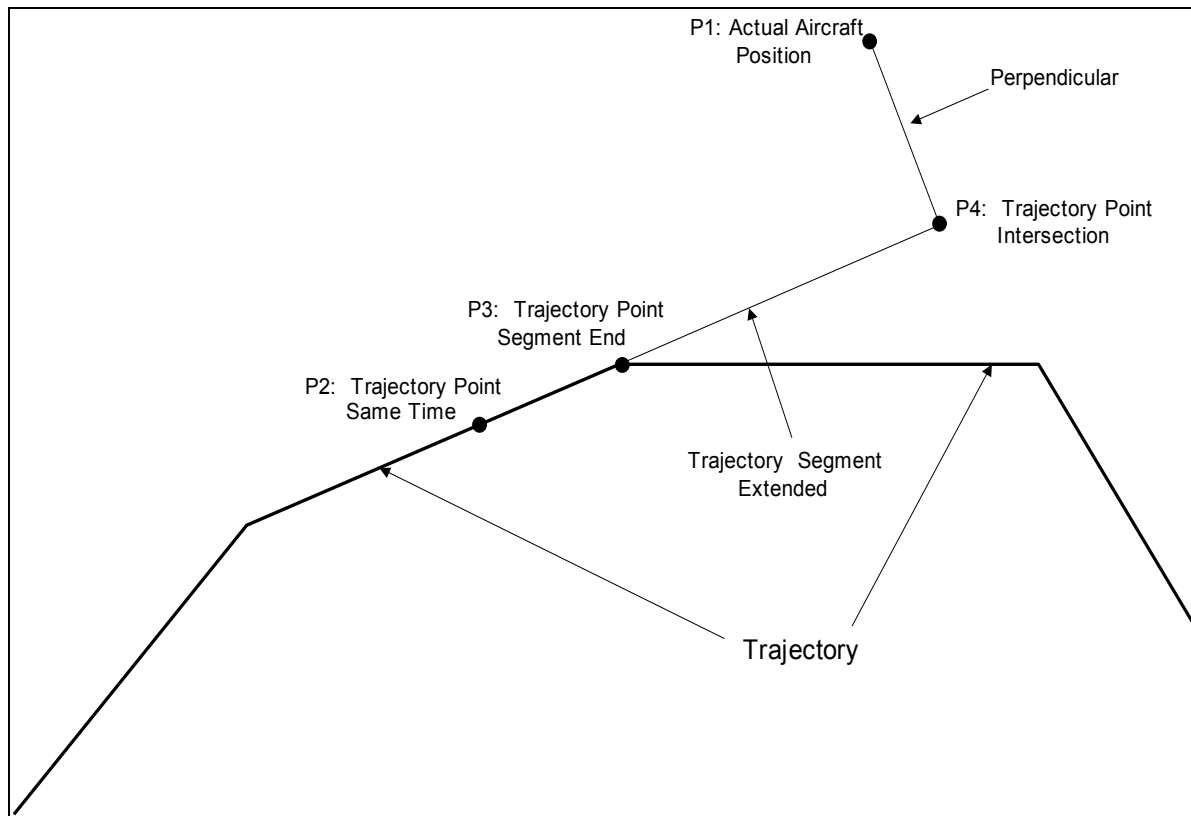 P1: Actual Aircraft
Position
Perpendicular
P4: Trajectory Point
Intersection
P3: Trajectory Point
Segment End
P2: Trajectory Point
Same Time
Trajectory Segment
Extended
Trajectory